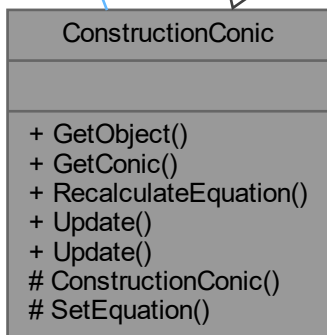 ConstructionConic
+ GetObject()
+ GetConic()
+ RecalculateEquation()
+ Update()
+ Update()
# ConstructionConic()
# SetEquation()